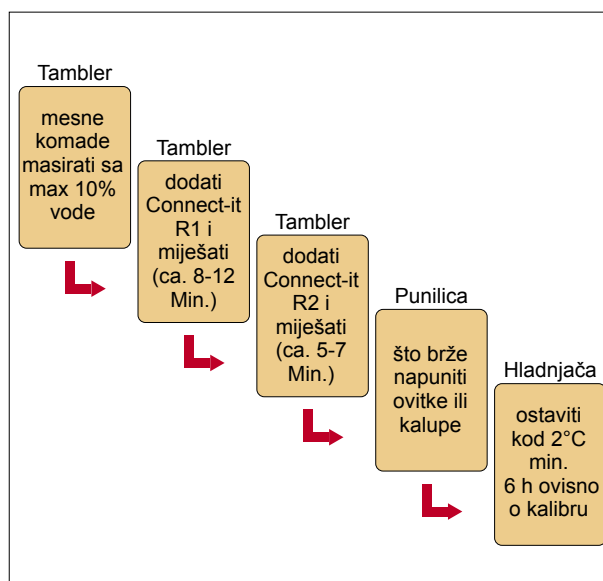 Tambler
mesne
komade
masirati sa
max 10%
vode
Tambler
dodati
Connect-it
R1 i
miješati
(ca. 8-12
Min.)
Tambler
dodati
Connect-it
R2 i
miješati
(ca. 5-7
Min.)
Punilica
što brže
napuniti
ovitke ili
kalupe
Hladnjača
ostaviti
kod 2°C
min.
6 h ovisno
o kalibru